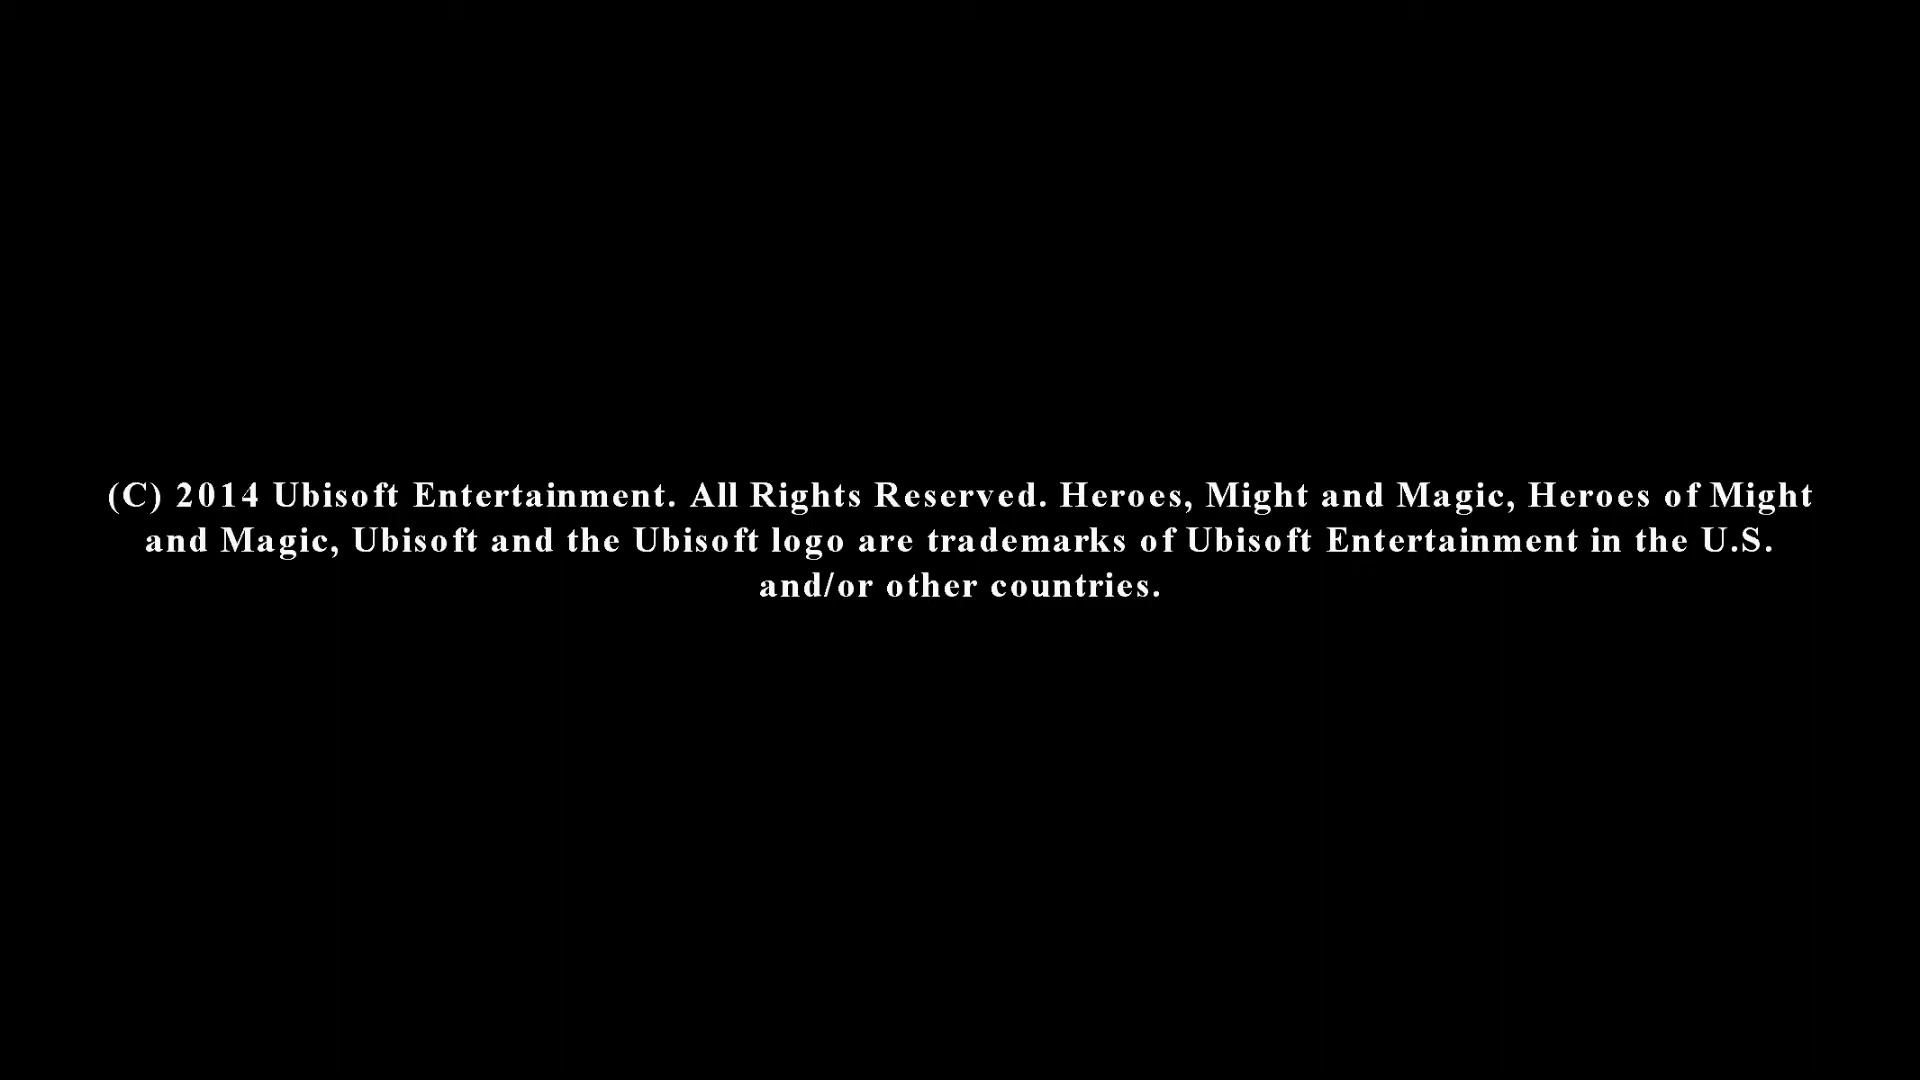 (C) 2014 Ubisoft Entertainment. All Rights Reserved. Heroes, Might and Magic, Heroes of Might
and Magic, Ubisoft and the Ubisoft logo are trademarks of Ubisoft Entertainment in the U.S.
and/or other countries.